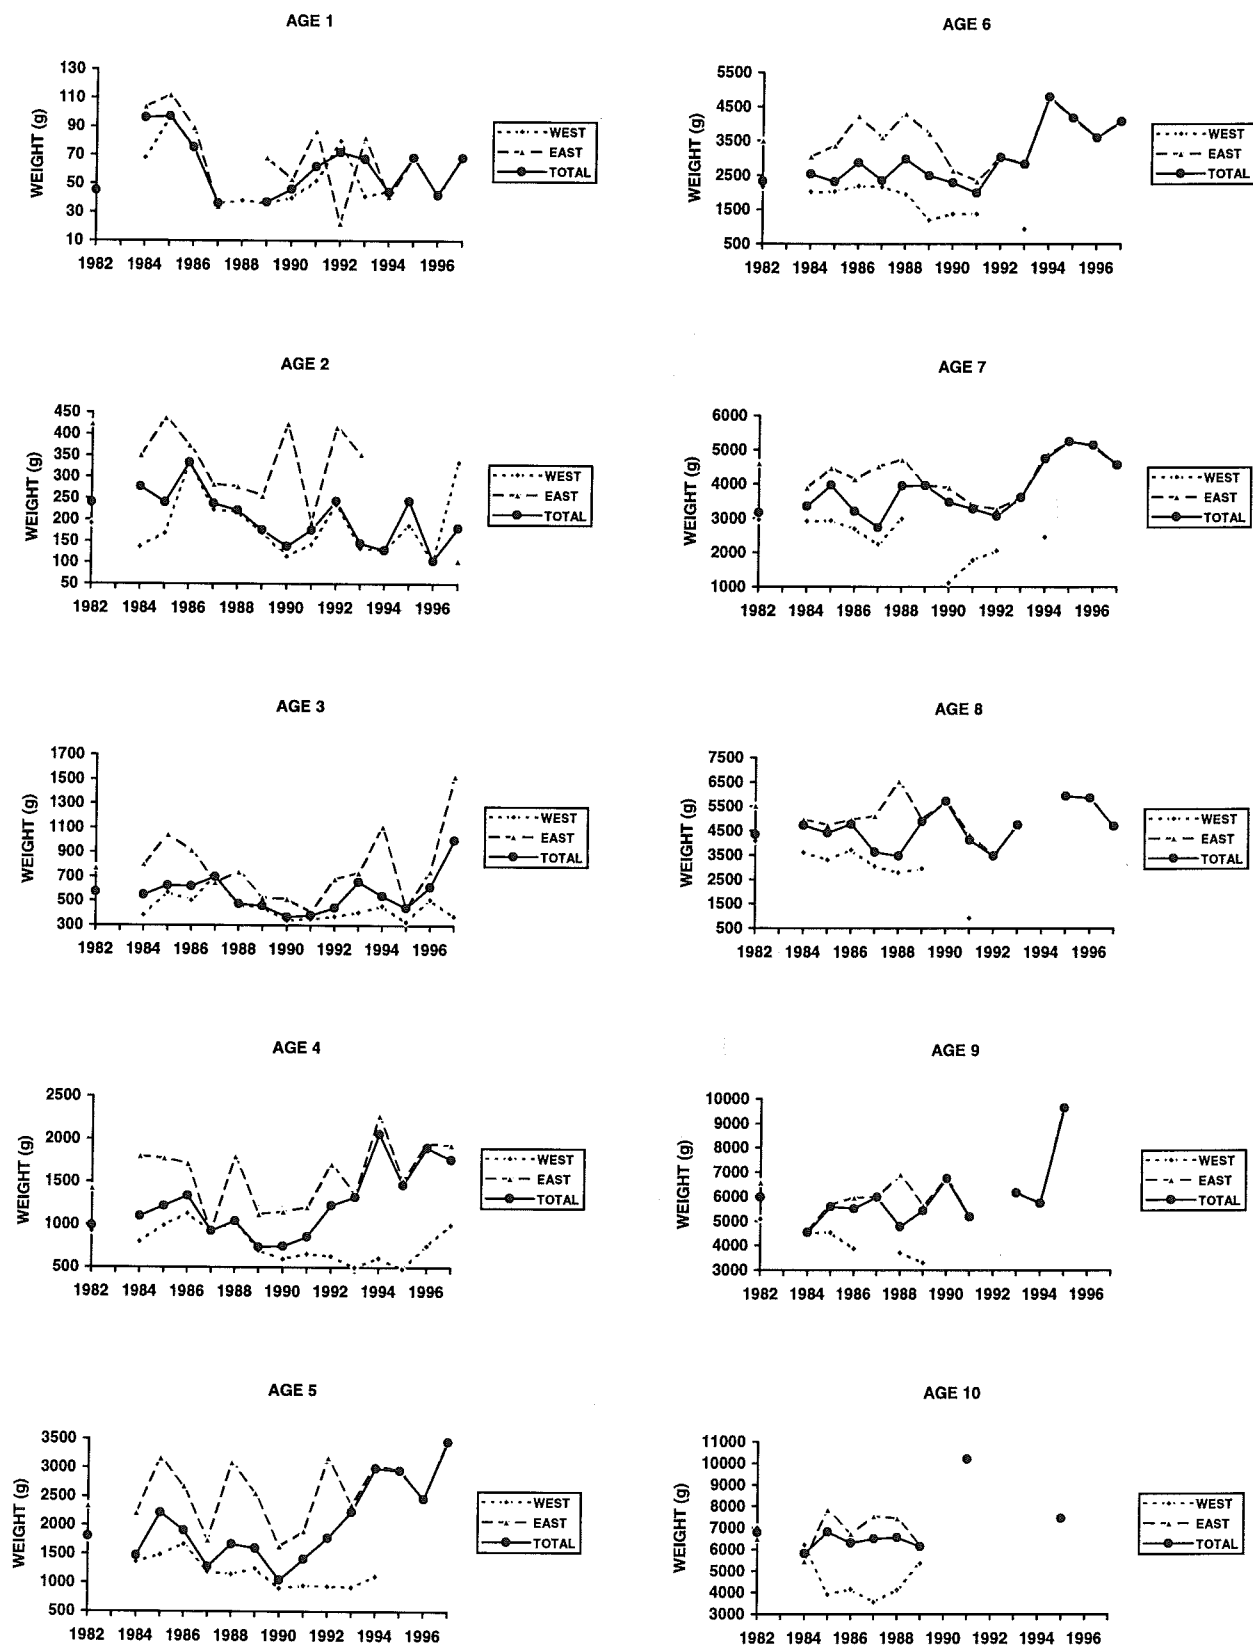 AGE 1
WEIGHT (g)
130
110
90
70
50
30
10
1982 1984 1986 1988 1990 1992 1994 1996
WEST
EAST
TOTAL
AGE 2
WEIGHT (g)
450
400
350
300
250
200
150
100
50
1982 1984 1986 1988 1990 1992 1994 1996
WEST
EAST
TOTAL
AGE 3
WEIGHT (g)
1700
1500
1300
1100
900
700
500
300
1982 1984 1986 1988 1990 1992 1994 1996
WEST
EAST
TOTAL
AGE 4
WEIGHT (g)
2500
2000
1500
1000
500
1982 1984 1986 1988 1990 1992 1994 1996
WEST
EAST
TOTAL
AGE 5
WEIGHT (g)
3500
3000
2500
2000
1500
1000
500
1982 1984 1986 1988 1990 1992 1994 1996
WEST
EAST
TOTAL
AGE 6
WEIGHT (g)
5500
4500
3500
2500
1500
500
1982 1984 1986 1988 1990 1992 1994 1996
WEST
EAST
TOTAL
AGE 7
WEIGHT (g)
6000
5000
4000
3000
2000
1000
1982 1984 1986 1988 1990 1992 1994 1996
WEST
EAST
TOTAL
AGE 8
WEIGHT (g)
7500
6500
5500
4500
3500
2500
1500
500
1982 1984 1986 1988 1990 1992 1994 1996
WEST
EAST
TOTAL
AGE 9
WEIGHT (g)
10000
9000
8000
7000
6000
5000
4000
3000
1982 1984 1986 1988 1990 1992 1994 1996
WEST
EAST
TOTAL
AGE 10
WEIGHT (g)
11000
10000
9000
8000
7000
6000
5000
4000
3000
1982 1984 1986 1988 1990 1992 1994 1996
WEST
EAST
TOTAL